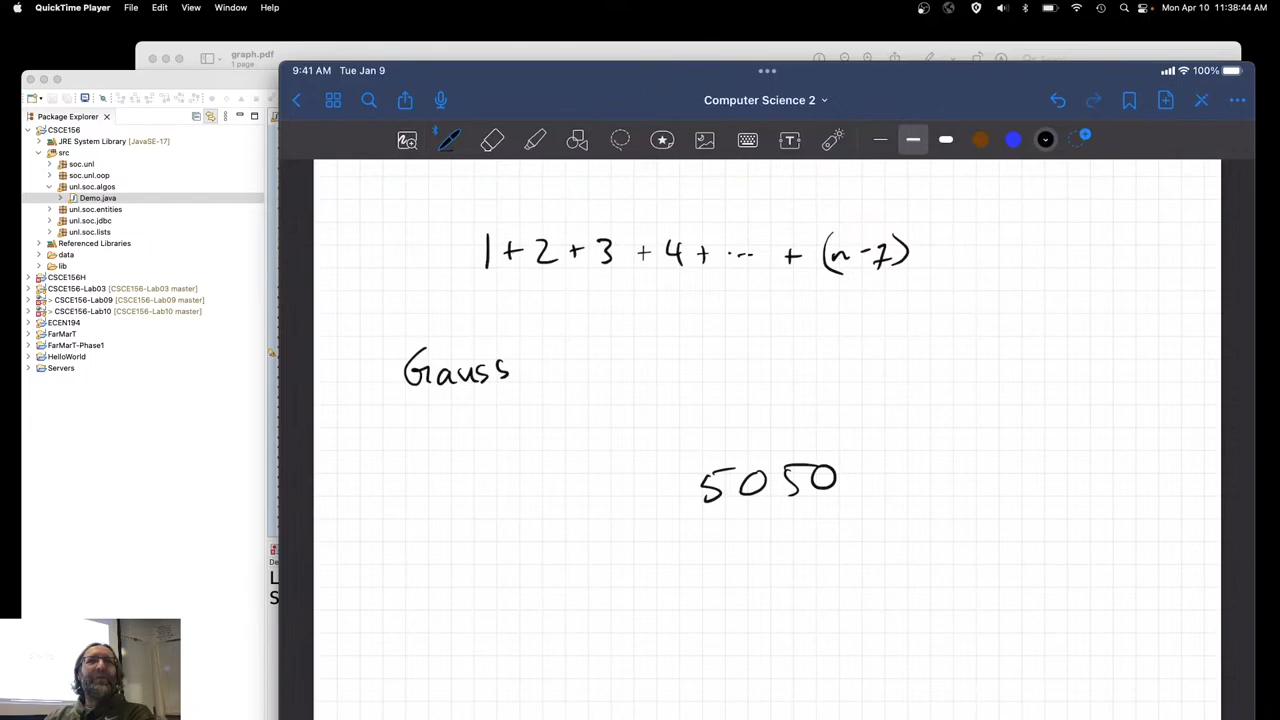 QuickTime Player File Edit View Window Help Mon Apr 10 11:38:44
graph.pdf
1 page
Search
9:41 AM Tue Jan 9 100%
Computer Science 2
Package Explorer
CSCE156
JRE System Library [JavaSE-17]
src
soc.unl
soc.unl.oop
unl.soc.algos
Demo.java
unl.soc.entities
unl.soc.jdbc
unl.soc.lists
Referenced Libraries
data
lib
CSCE156H
CSCE156-Lab03 [CSCE156-Lab03 master]
> CSCE156-Lab09 [CSCE156-Lab09 master]
> CSCE156-Lab10 [CSCE156-Lab10 master]
ECEN194
FarMarT
FarMarT-Phase1
HelloWorld
Servers
1 + 2 + 3 + 4 + ... + (n-1)
Gauss
5050
De
L
S